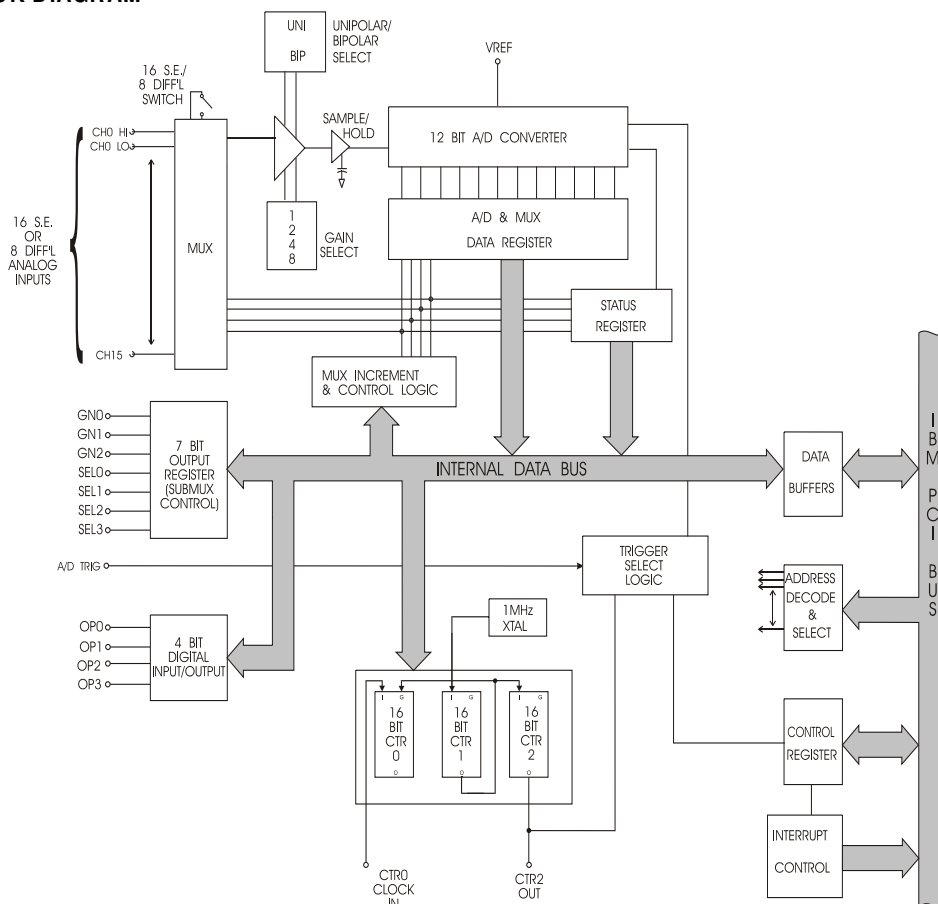 UNI
BIP
UNIPOLAR/
BIPOLAR
SELECT
16 S.E./
8 DIFF'L
SWITCH
VREF
SAMPLE/
HOLD
12 BIT A/D CONVERTER
CH0 HI
CH0 LO
16 S.E.
OR
8 DIFF'L
ANALOG
INPUTS
MUX
CH15
1
2
4
8
GAIN
SELECT
A/D & MUX
DATA REGISTER
STATUS
REGISTER
MUX INCREMENT
& CONTROL LOGIC
GN0
GN1
GN2
SEL0
SEL1
SEL2
SEL3
7 BIT
OUTPUT
REGISTER
(SUBMUX
CONTROL)
INTERNAL DATA BUS
DATA
BUFFERS
IBM PCI BUS
A/D TRIG
TRIGGER
SELECT
LOGIC
ADDRESS
DECODE
&
SELECT
OP0
OP1
OP2
OP3
4 BIT
DIGITAL
INPUT/OUTPUT
1MHz
XTAL
I G
16
BIT
CTR
0
O
I G
16
BIT
CTR
1
O
I G
16
BIT
CTR
2
O
CONTROL
REGISTER
INTERRUPT
CONTROL
CTR0
CLOCK
IN
CTR2
OUT